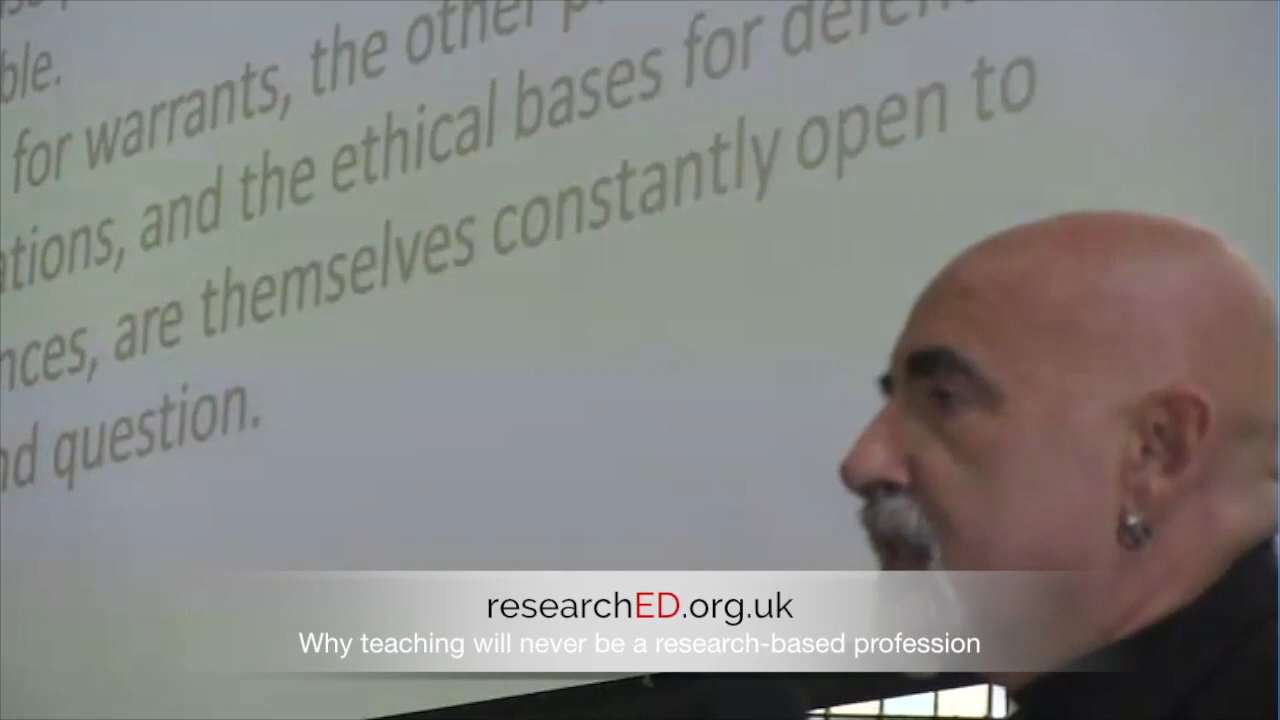 ble.
for warrants, the other
ations, and the ethical bases for
nces, are themselves constantly open to
nd question.
researchED.org.uk
Why teaching will never be a research-based profession